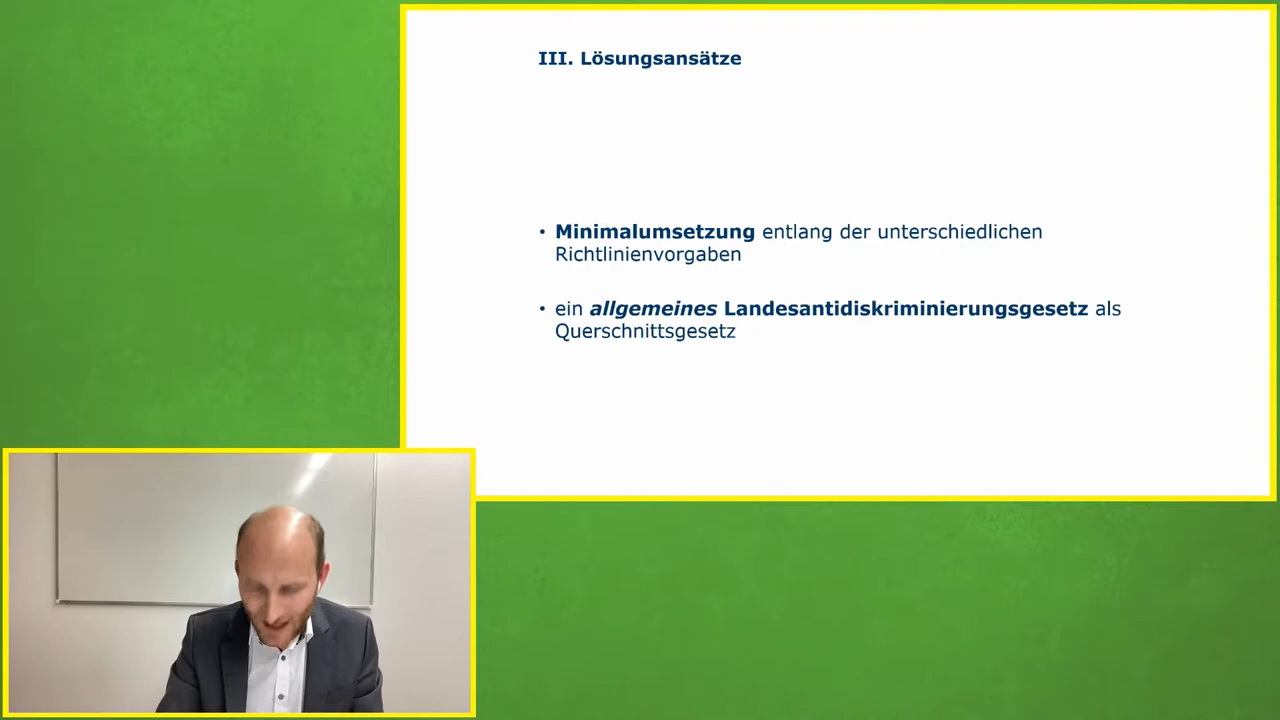 III. Lösungsansätze
• Minimalumsetzung entlang der unterschiedlichen
Richtlinienvorgaben
• ein allgemeines Landesantidiskriminierungsgesetz als
Querschnittsgesetz